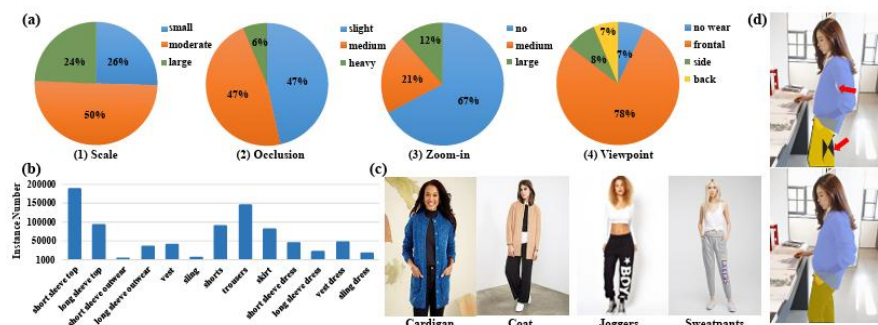 (a)
small
moderate
large
24%
26%
50%
(1) Scale
slight
medium
heavy
6%
47%
47%
(2) Occlusion
no
medium
large
12%
21%
67%
(3) Zoom-in
no wear
frontal
side
back
7%
7%
8%
78%
(4) Viewpoint
(d)
(b)
Instance Number
200000
150000
100000
50000
1000
short sleeve top
long sleeve top
short sleeve outwear
long sleeve outwear
vest
sling
shorts
trousers
skirt
short sleeve dress
long sleeve dress
vest dress
sling dress
(c)
BOY
Cardigan
Coat
Joggers
Sweatpants